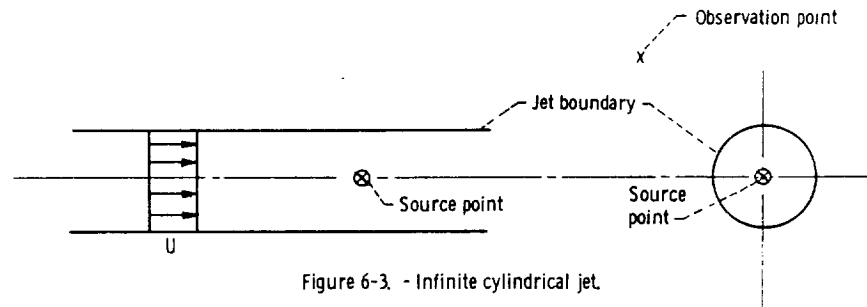 Observation point
x
Jet boundary
Source point
Source
point
U
Figure 6-3. - Infinite cylindrical jet.